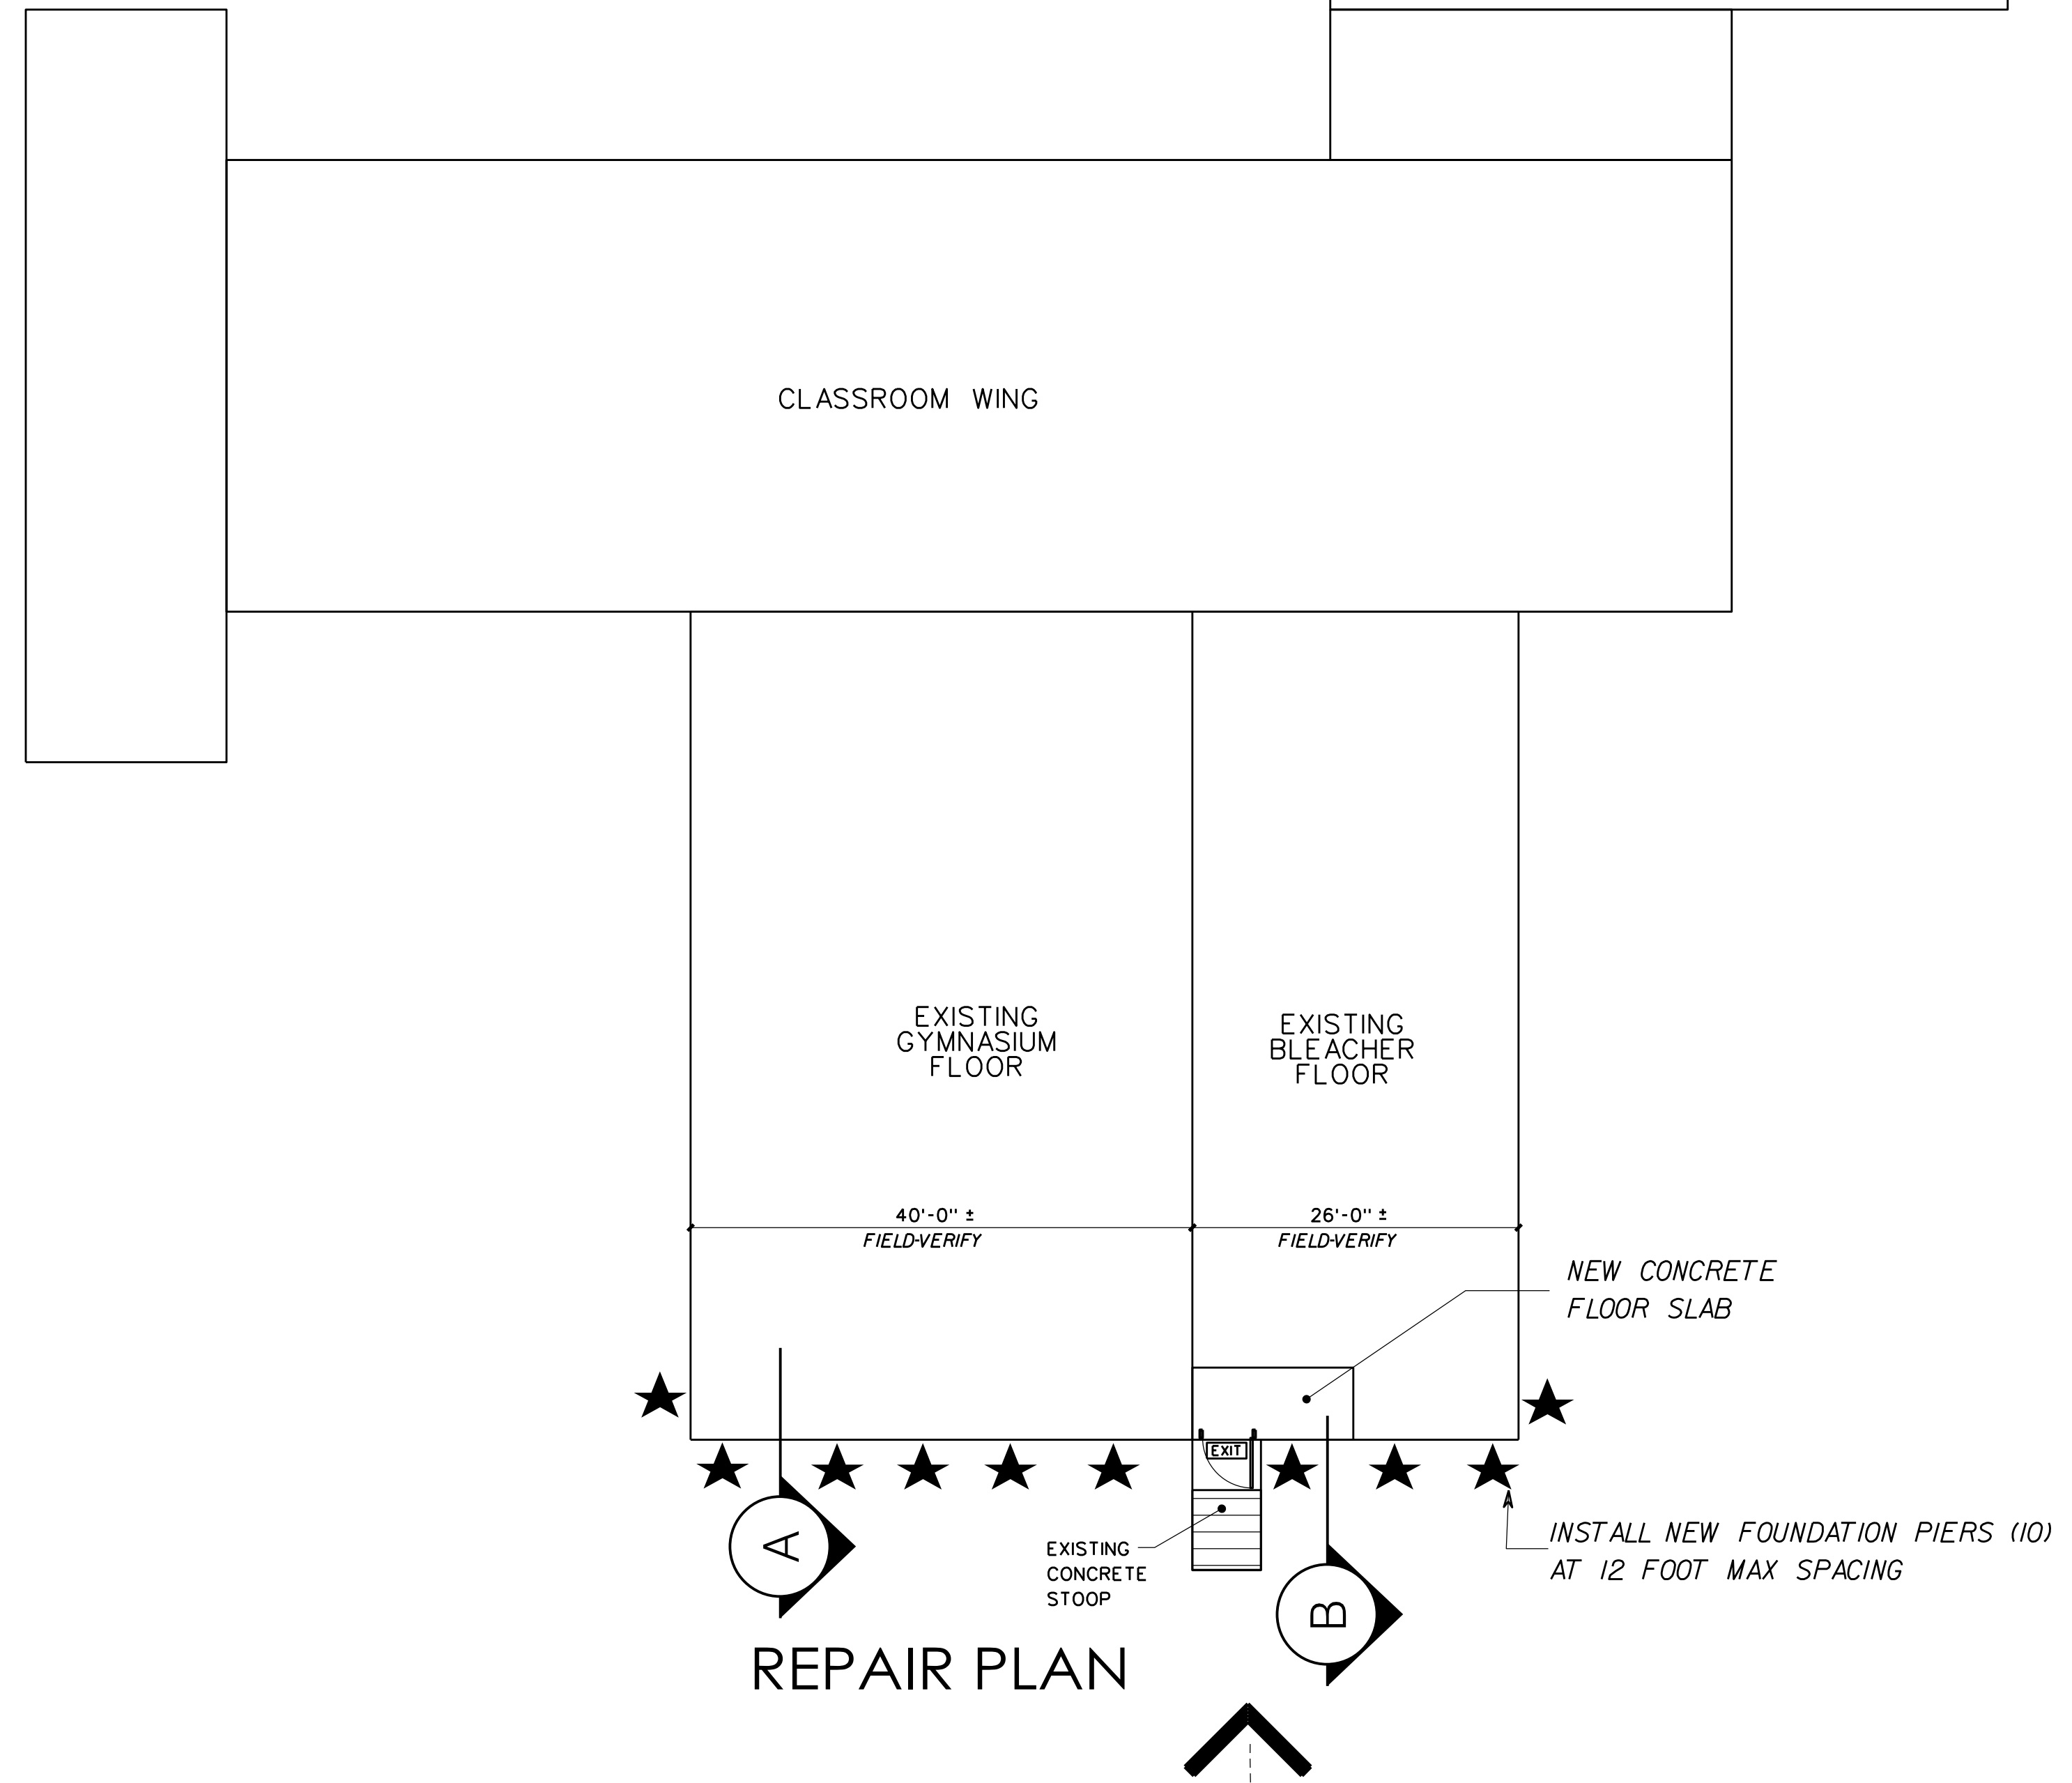 CLASSROOM WING
EXISTING
GYMNASIUM
FLOOR
EXISTING
BLEACHER
FLOOR
40'-0" ±
FIELD-VERIFY
26'-0" ±
FIELD-VERIFY
NEW CONCRETE
FLOOR SLAB
EXIT
EXISTING
CONCRETE
STOOP
INSTALL NEW FOUNDATION PIERS (10)
AT 12 FOOT MAX SPACING
A
B
REPAIR PLAN